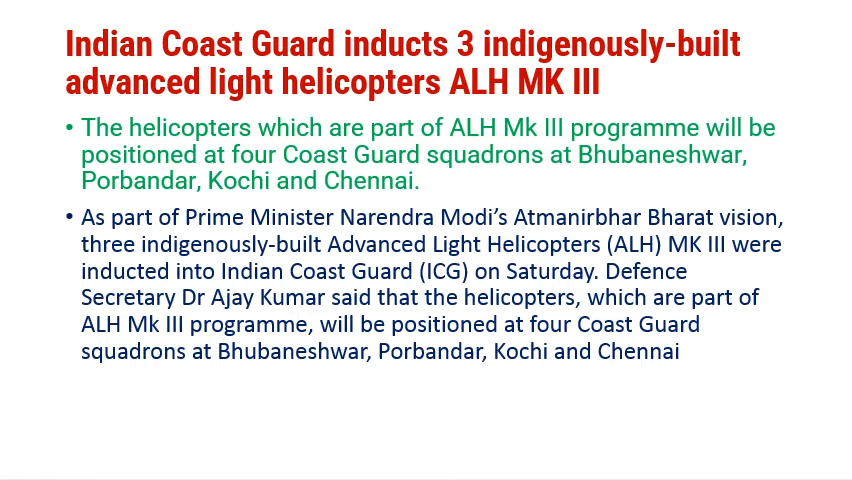 Indian Coast Guard inducts 3 indigenously-built
advanced light helicopters ALH MK III
• The helicopters which are part of ALH Mk III programme will be
positioned at four Coast Guard squadrons at Bhubaneshwar,
Porbandar, Kochi and Chennai.
• As part of Prime Minister Narendra Modi’s Atmanirbhar Bharat vision,
three indigenously-built Advanced Light Helicopters (ALH) MK III were
inducted into Indian Coast Guard (ICG) on Saturday. Defence
Secretary Dr Ajay Kumar said that the helicopters, which are part of
ALH Mk III programme, will be positioned at four Coast Guard
squadrons at Bhubaneshwar, Porbandar, Kochi and Chennai